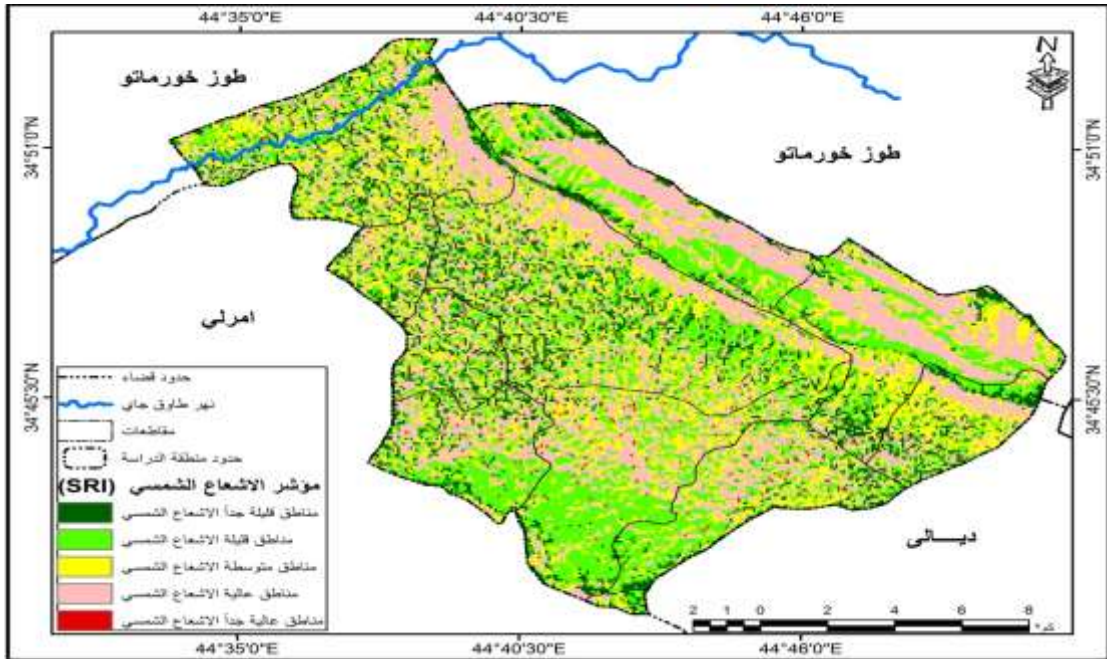 44°35'0"E
44°40'30"E
44°46'0"E
N
طوز خورماتو
طوز خورماتو
34°51'0"N
34°51'0"N
امرلي
34°45'30"N
34°45'30"N
ديـــالى
حدود قضاء
نهر طاوق جاي
مقاطعات
حدود منطقة الدراسة
مؤشر الاشعاع الشمسي (SRI)
مناطق قليلة جداً الاشعاع الشمسي
مناطق قليلة الاشعاع الشمسي
مناطق متوسطة الاشعاع الشمسي
مناطق عالية الاشعاع الشمسي
مناطق عالية جداً الاشعاع الشمسي
2 1 0 2 4 6 8
كم
44°35'0"E
44°40'30"E
44°46'0"E